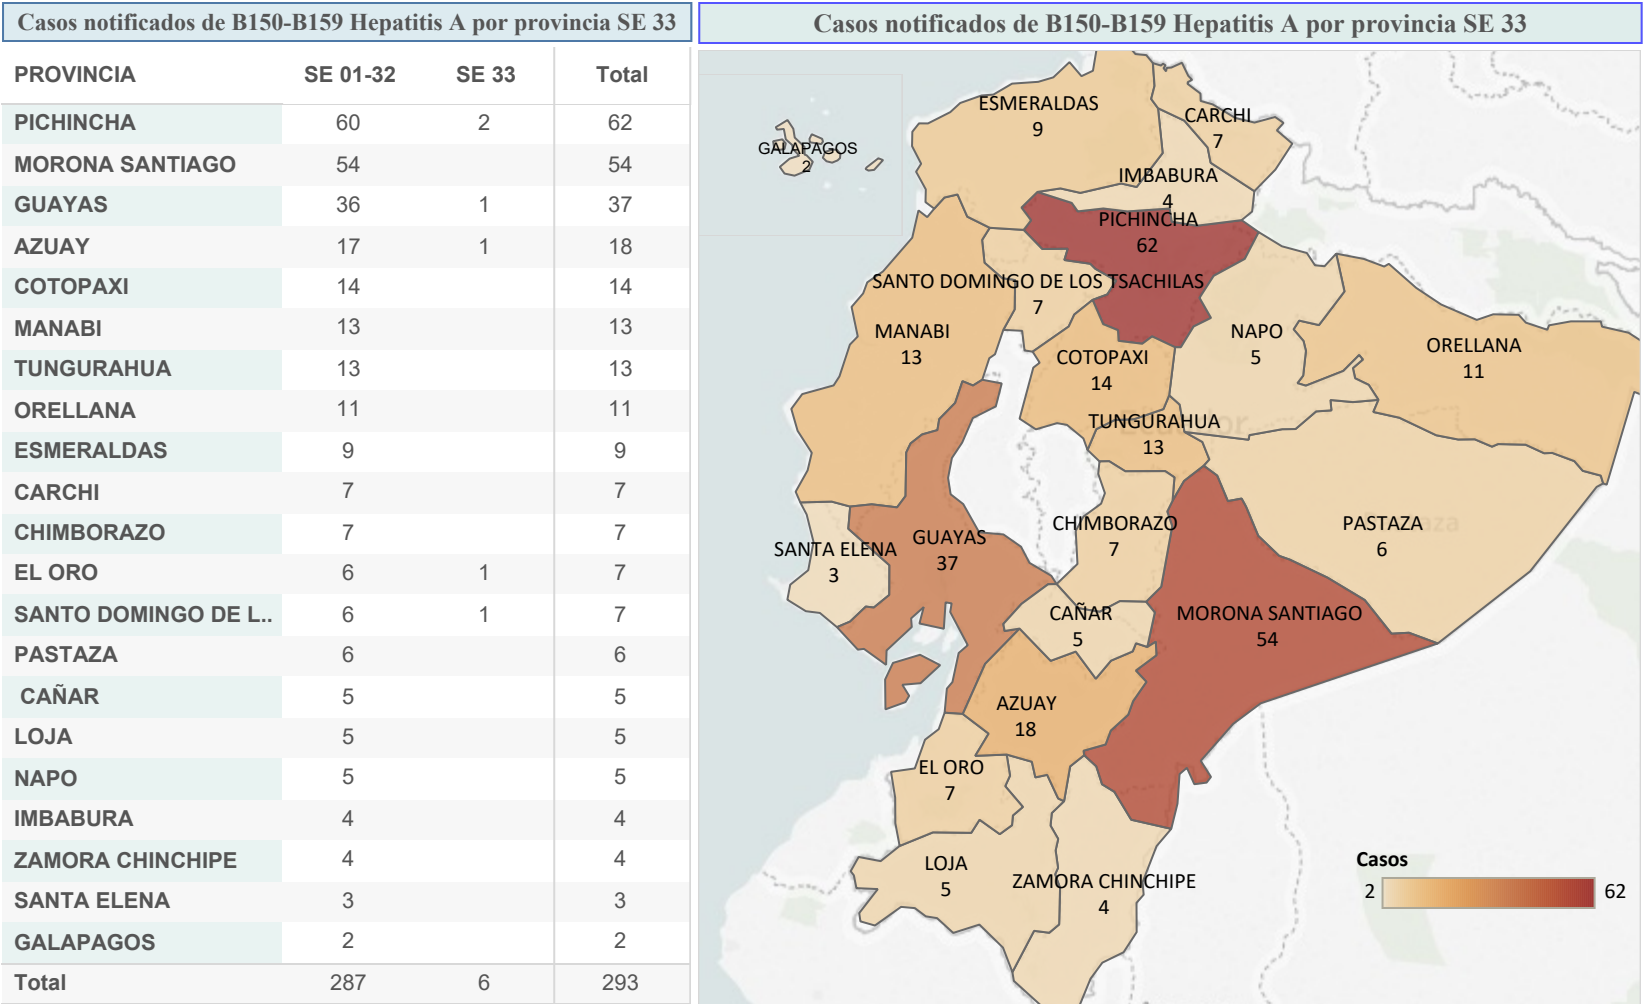 Casos notificados de B150-B159 Hepatitis A por provincia SE 33
PROVINCIA SE 01-32 SE 33 Total
PICHINCHA 60 2 62
MORONA SANTIAGO 54 54
GUAYAS 36 1 37
AZUAY 17 1 18
COTOPAXI 14 14
MANABI 13 13
TUNGURAHUA 13 13
ORELLANA 11 11
ESMERALDAS 9 9
CARCHI 7 7
CHIMBORAZO 7 7
EL ORO 6 1 7
SANTO DOMINGO DE L.. 6 1 7
PASTAZA 6 6
CAÑAR 5 5
LOJA 5 5
NAPO 5 5
IMBABURA 4 4
ZAMORA CHINCHIPE 4 4
SANTA ELENA 3 3
GALAPAGOS 2 2
Total 287 6 293
Casos notificados de B150-B159 Hepatitis A por provincia SE 33
ESMERALDAS
9
CARCHI
7
GALAPAGOS
2
IMBABURA
4
PICHINCHA
62
SANTO DOMINGO DE LOS TSACHILAS
7
MANABI
13
NAPO
5
ORELLANA
11
COTOPAXI
14
TUNGURAHUA
13
CHIMBORAZO
7
PASTAZA
6
GUAYAS
37
SANTA ELENA
3
CAÑAR
5
MORONA SANTIAGO
54
AZUAY
18
EL ORO
7
LOJA
5
ZAMORA CHINCHIPE
4
Casos
2 62